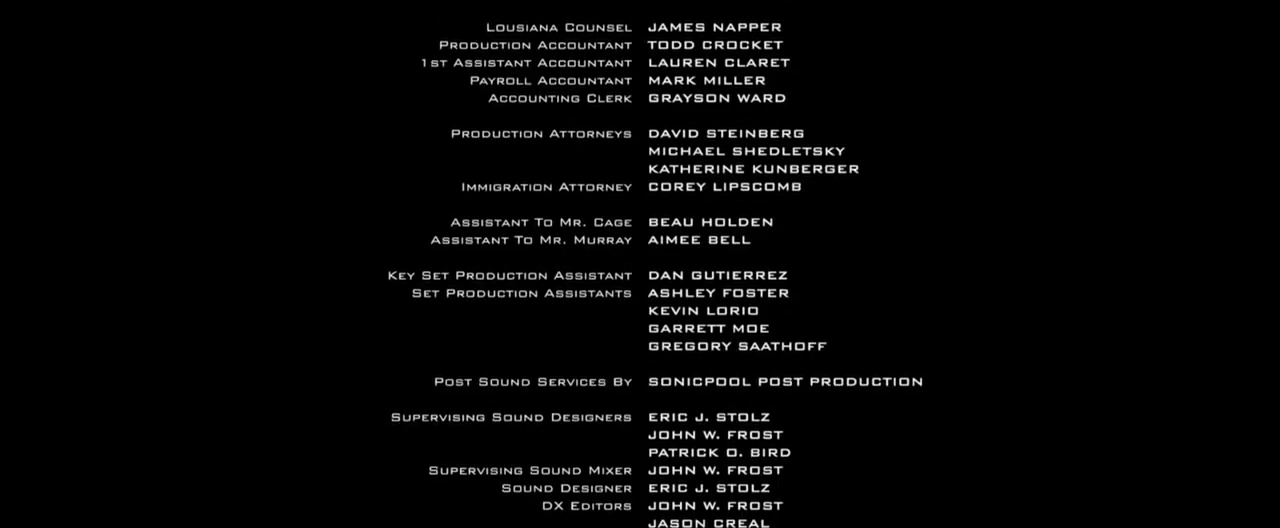 Lousiana Counsel JAMES NAPPER
Production Accountant TODD CROCKET
1st Assistant Accountant LAUREN CLARET
Payroll Accountant MARK MILLER
Accounting Clerk GRAYSON WARD
Production Attorneys DAVID STEINBERG
MICHAEL SHEDLETSKY
KATHERINE KUNBERGER
Immigration Attorney COREY LIPSCOMB
Assistant To Mr. Cage BEAU HOLDEN
Assistant To Mr. Murray AIMEE BELL
Key Set Production Assistant DAN GUTIERREZ
Set Production Assistants ASHLEY FOSTER
KEVIN LORIO
GARRETT MOE
GREGORY SAATHOFF
Post Sound Services By SONICPOOL POST PRODUCTION
Supervising Sound Designers ERIC J. STOLZ
JOHN W. FROST
PATRICK O. BIRD
Supervising Sound Mixer JOHN W. FROST
Sound Designer ERIC J. STOLZ
DX Editors JOHN W. FROST
JASON CREAL